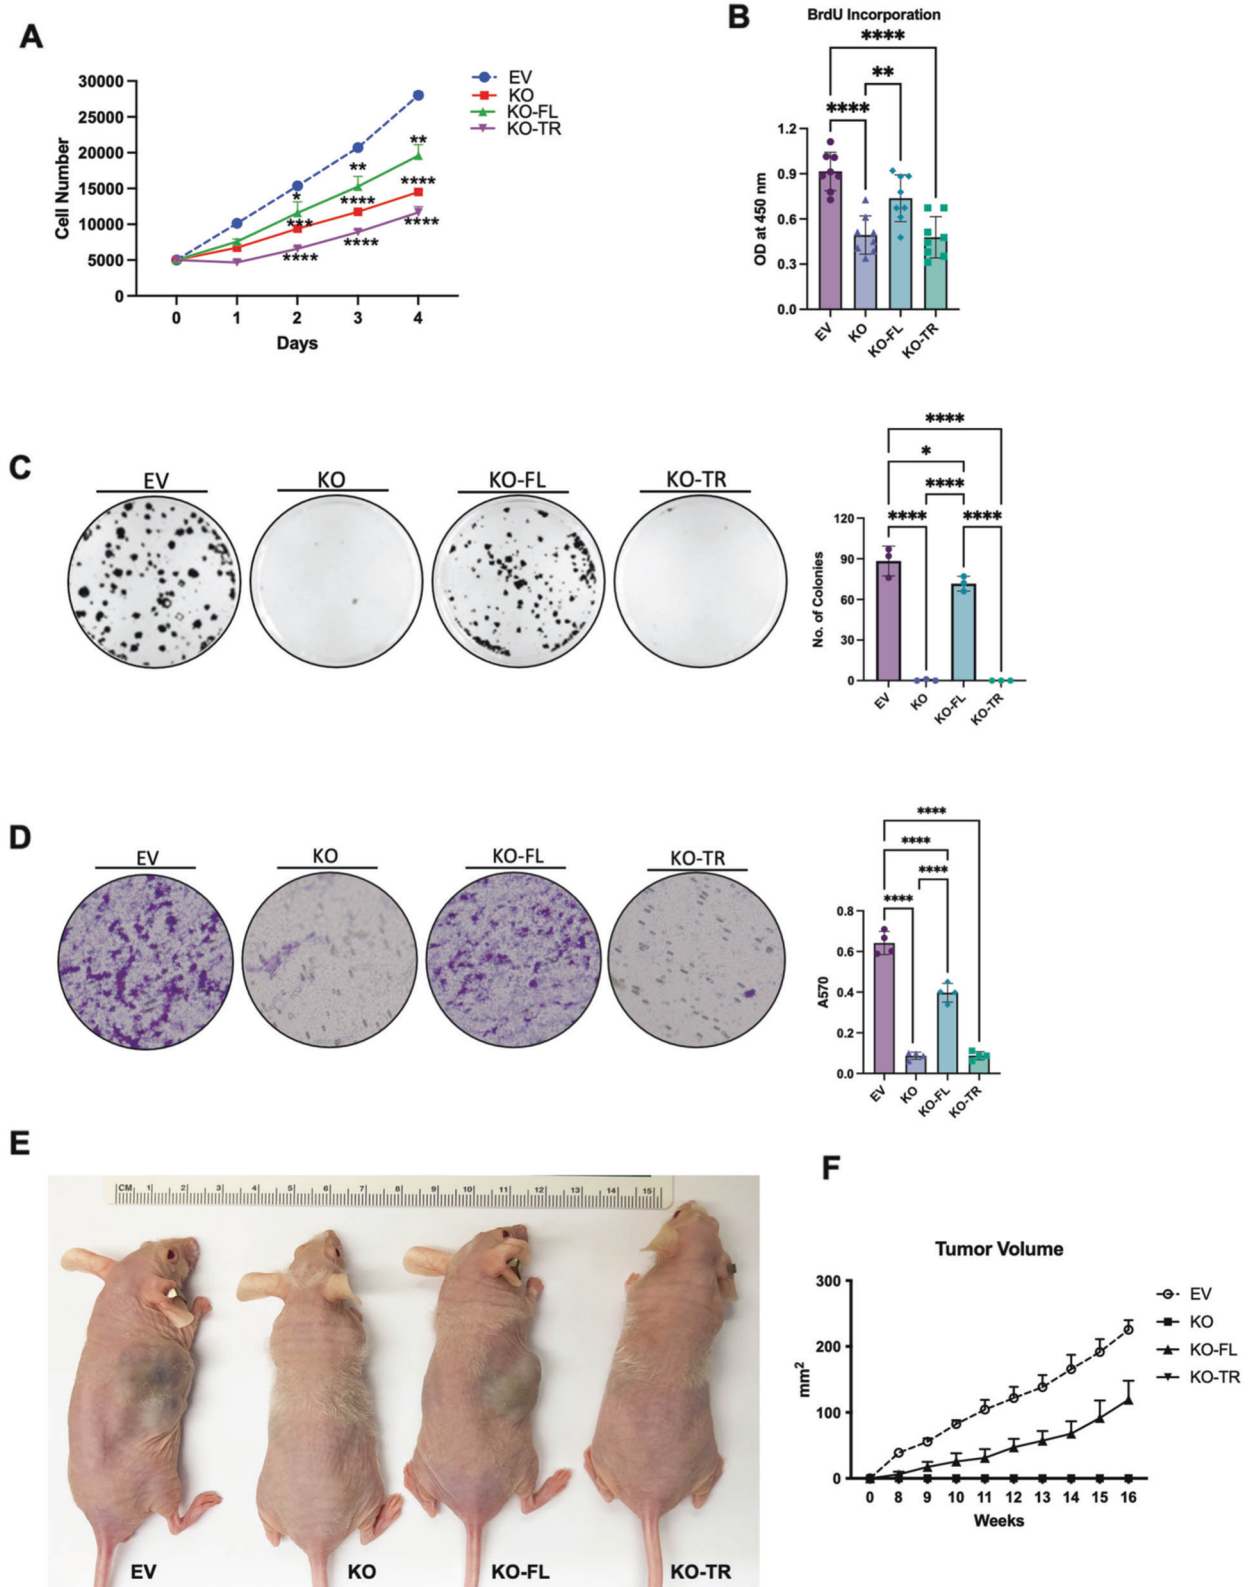 A
30000
25000
20000
15000
10000
5000
0
Cell Number
0 1 2 3 4
Days
EV
KO
KO-FL
KO-TR
* ** **
*** **** ****
**** **** ****
B
BrdU Incorporation
****
**
****
1.2
0.9
0.6
0.3
0.0
OD at 450 nm
EV KO KO-FL KO-TR
C
EV KO KO-FL KO-TR
****
*
****
**** ****
120
90
60
30
0
No. of Colonies
EV KO KO-FL KO-TR
D
EV KO KO-FL KO-TR
****
****
****
****
0.8
0.6
0.4
0.2
0.0
A570
EV KO KO-FL KO-TR
E
CM 1 2 3 4 5 6 7 8 9 10 11 12 13 14 15
EV KO KO-FL KO-TR
F
Tumor Volume
300
200
100
0
mm²
0 8 9 10 11 12 13 14 15 16
Weeks
EV
KO
KO-FL
KO-TR